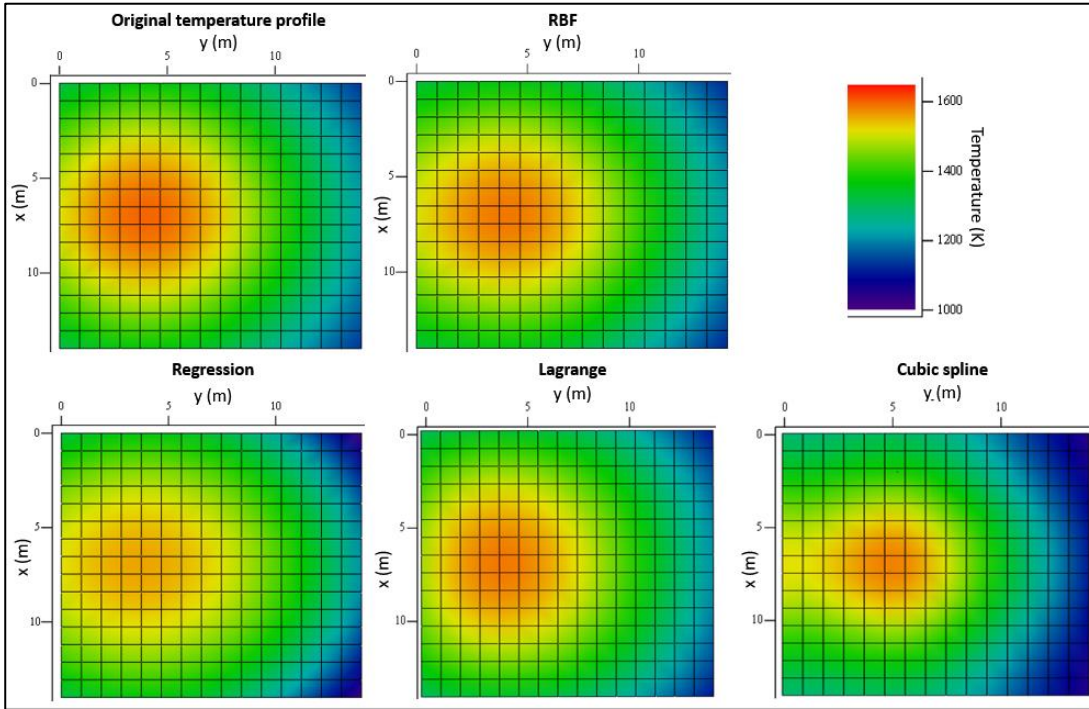 Original temperature profile
y (m)
0 5 10
0
5
10
x (m)
RBF
y (m)
0 5 10
0
5
10
x (m)
1600
1400
1200
1000
Temperature (K)
Regression
y (m)
0 5 10
0
5
10
x (m)
Lagrange
y (m)
0 5 10
0
5
10
x (m)
Cubic spline
y (m)
0 5 10
0
5
10
x (m)